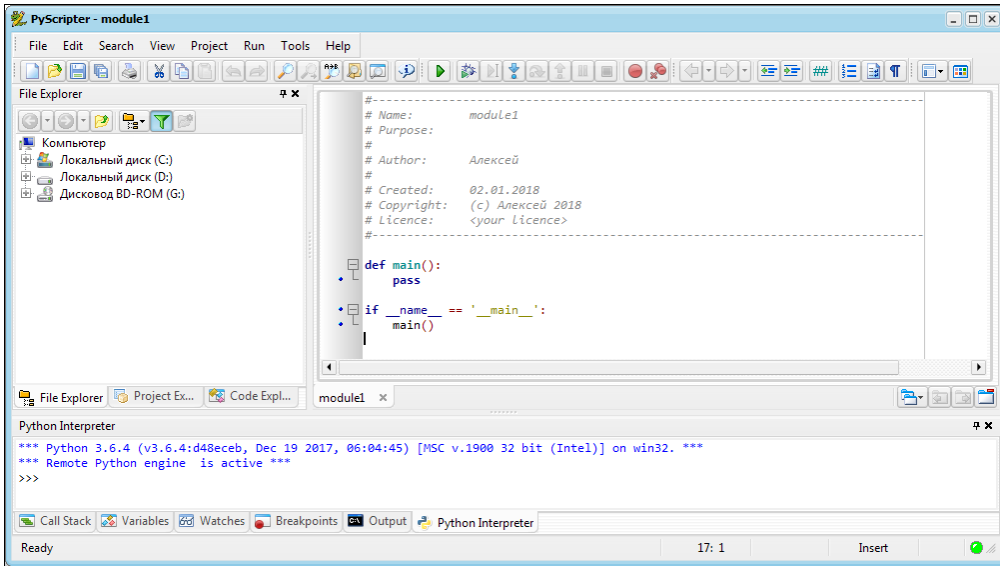 PyScripter - module1
File Edit Search View Project Run Tools Help
File Explorer
Компьютер
Локальный диск (C:)
Локальный диск (D:)
Дисковод BD-ROM (G:)
File Explorer Project Ex... Code Expl...
#-------------------------------------------------------------------------------
# Name:        module1
# Purpose:
#
# Author:      Алексей
#
# Created:     02.01.2018
# Copyright:   (c) Алексей 2018
# Licence:     <your licence>
#-------------------------------------------------------------------------------
def main():
    pass
if __name__ == '__main__':
    main()
module1
Python Interpreter
*** Python 3.6.4 (v3.6.4:d48eceb, Dec 19 2017, 06:04:45) [MSC v.1900 32 bit (Intel)] on win32. ***
*** Remote Python engine  is active ***
>>>
Call Stack Variables Watches Breakpoints Output Python Interpreter
Ready 17: 1 Insert